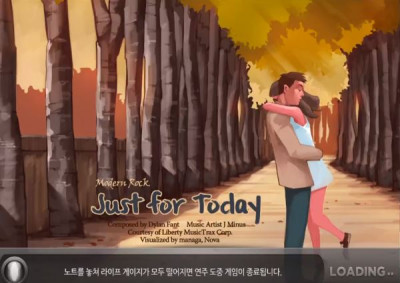 Modern Rock.
Just for Today
Composed by Dylan Fant Music Artist J Minus
Courtesy of Liberty MusicTrax Corp.
Visualized by managa, Nova
노트를 놓쳐 라이프 게이지가 모두 떨어지면 연주 도중 게임이 종료됩니다.
LOADING..